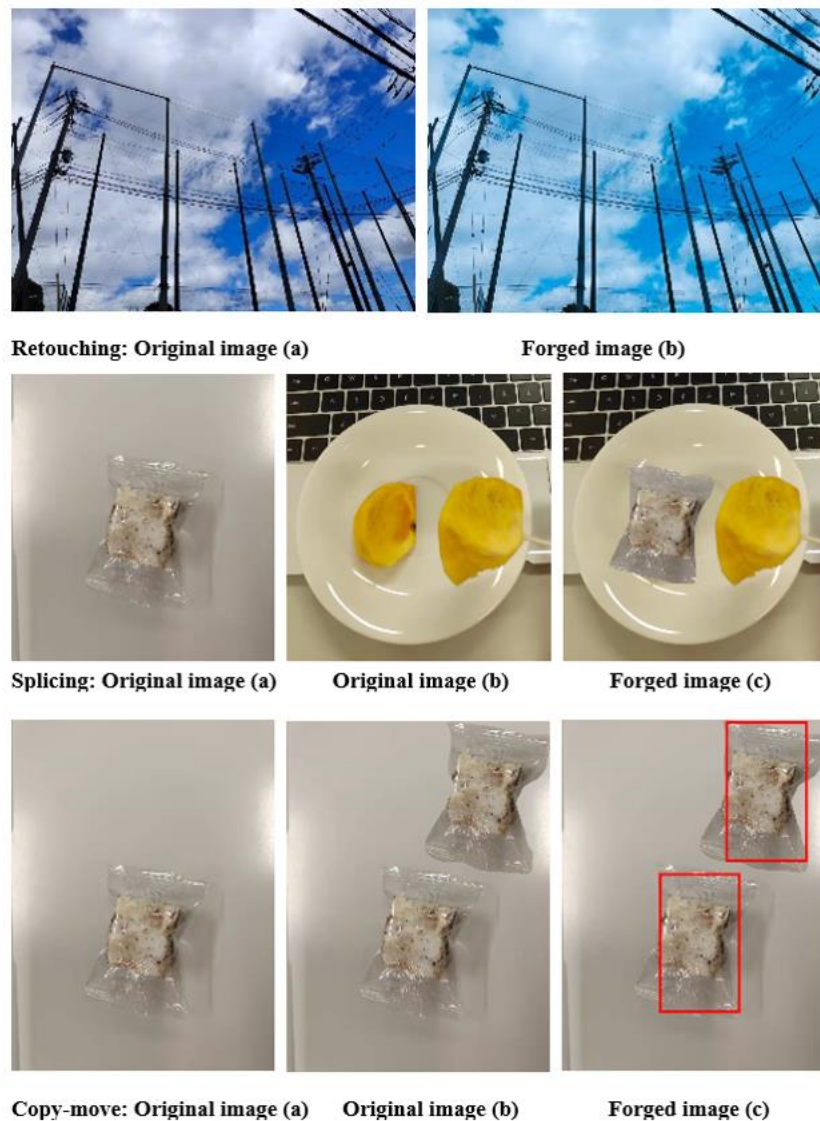 Retouching: Original image (a) Forged image (b)
Splicing: Original image (a) Original image (b) Forged image (c)
Copy-move: Original image (a) Original image (b) Forged image (c)